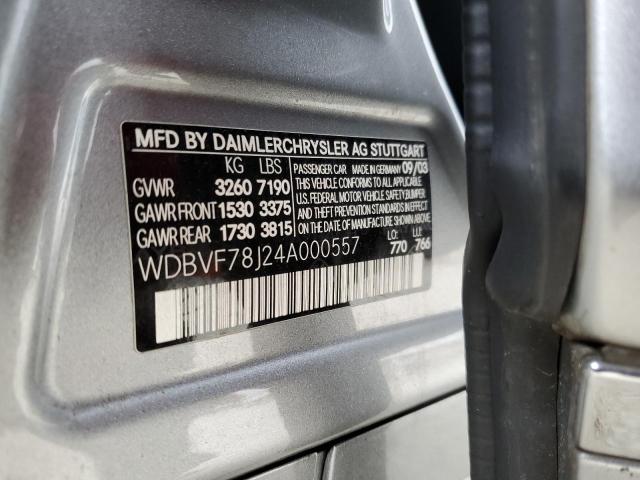 MFD BY DAIMLERCHRYSLER AG STUTTGART
KG LBS
GVWR 3260 7190
GAWR FRONT 1530 3375
GAWR REAR 1730 3815
PASSENGER CAR MADE IN GERMANY 09/03
THIS VEHICLE CONFORMS TO ALL APPLICABLE
U.S. FEDERAL MOTOR VEHICLE SAFETY, BUMPER,
AND THEFT PREVENTION STANDARDS IN EFFECT
ON THE DATE OF MANUFACTURE SHOWN ABOVE.
WDBVF78J24A000557
770 766